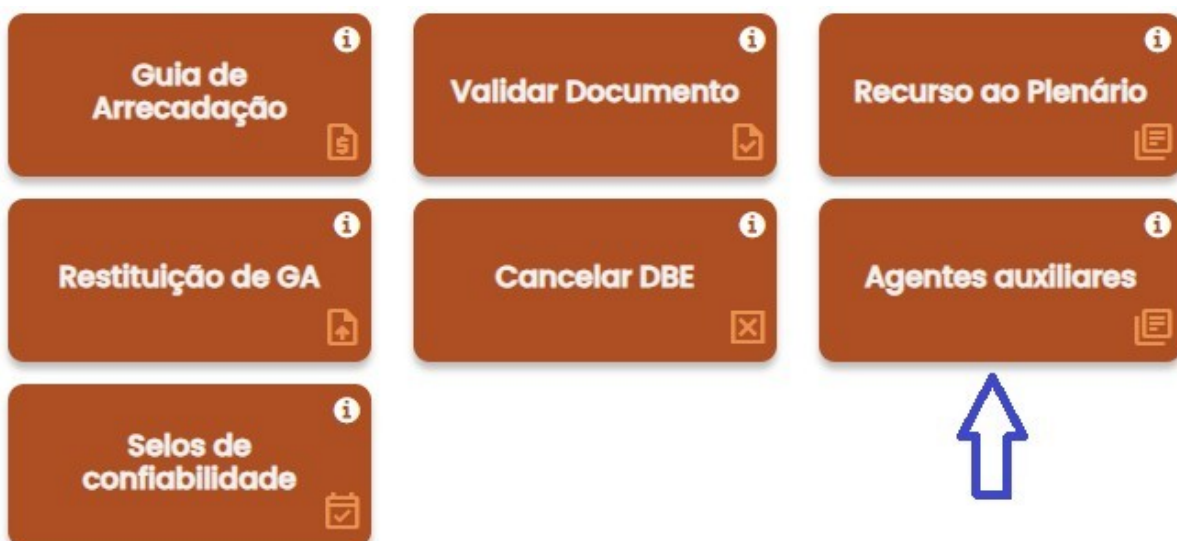 Guia de
Arrecadação
Validar Documento
Recurso ao Plenário
Restituição de GA
Cancelar DBE
Agentes auxiliares
Selos de
confiabilidade